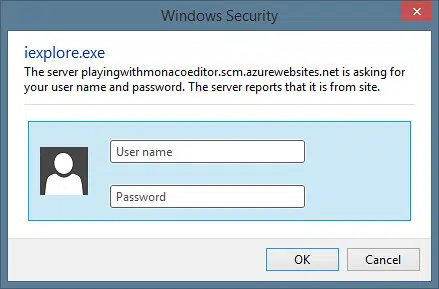 Windows Security
iexplore.exe
The server playingwithmonacoeditor.scm.azurewebsites.net is asking for
your user name and password. The server reports that it is from site.
User name
Password
OK
Cancel